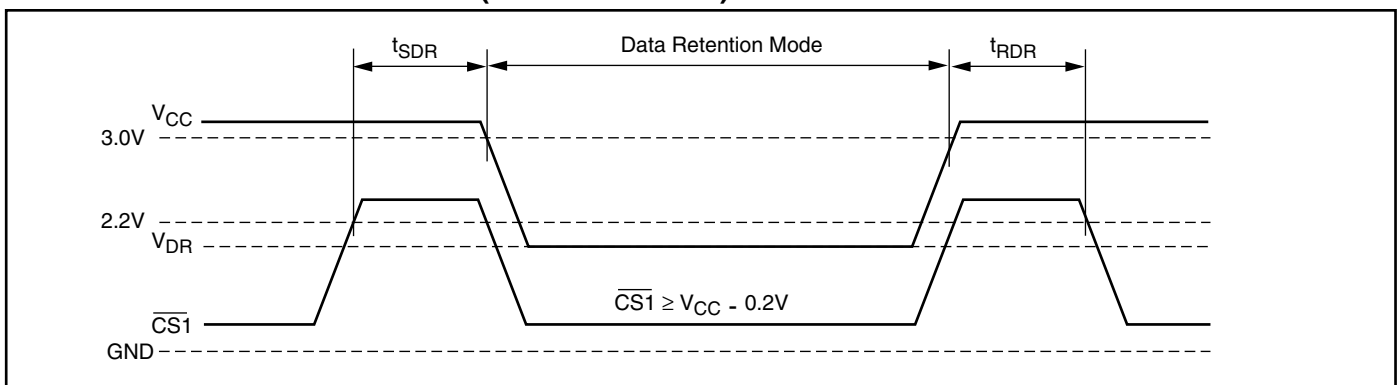 tSDR Data Retention Mode tRDR
VCC
3.0V
2.2V
VDR
CS1 ≥ VCC - 0.2V
CS1
GND